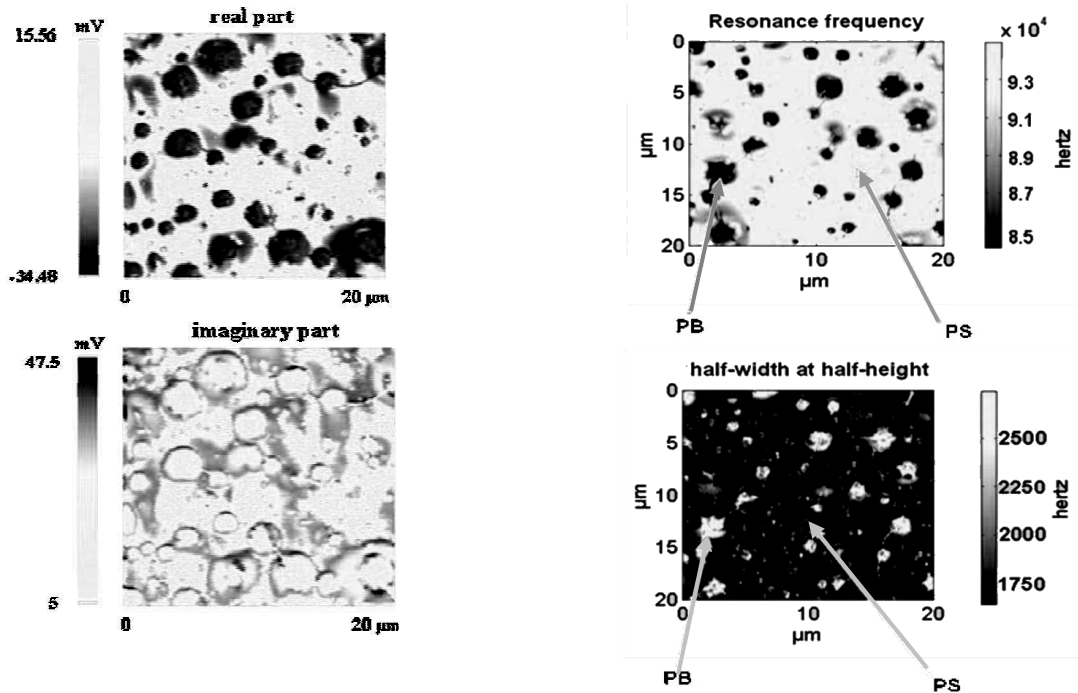 real part
mV
15.56
-34.48
0
20 µm
imaginary part
mV
47.5
5
0
20 µm
Resonance frequency
x 10⁴
0
5
10
15
20
µm
0
10
20
µm
9.3
9.1
8.9
8.7
8.5
hertz
PB
PS
half-width at half-height
0
5
10
15
20
µm
0
10
20
µm
2500
2250
2000
1750
hertz
PB
PS